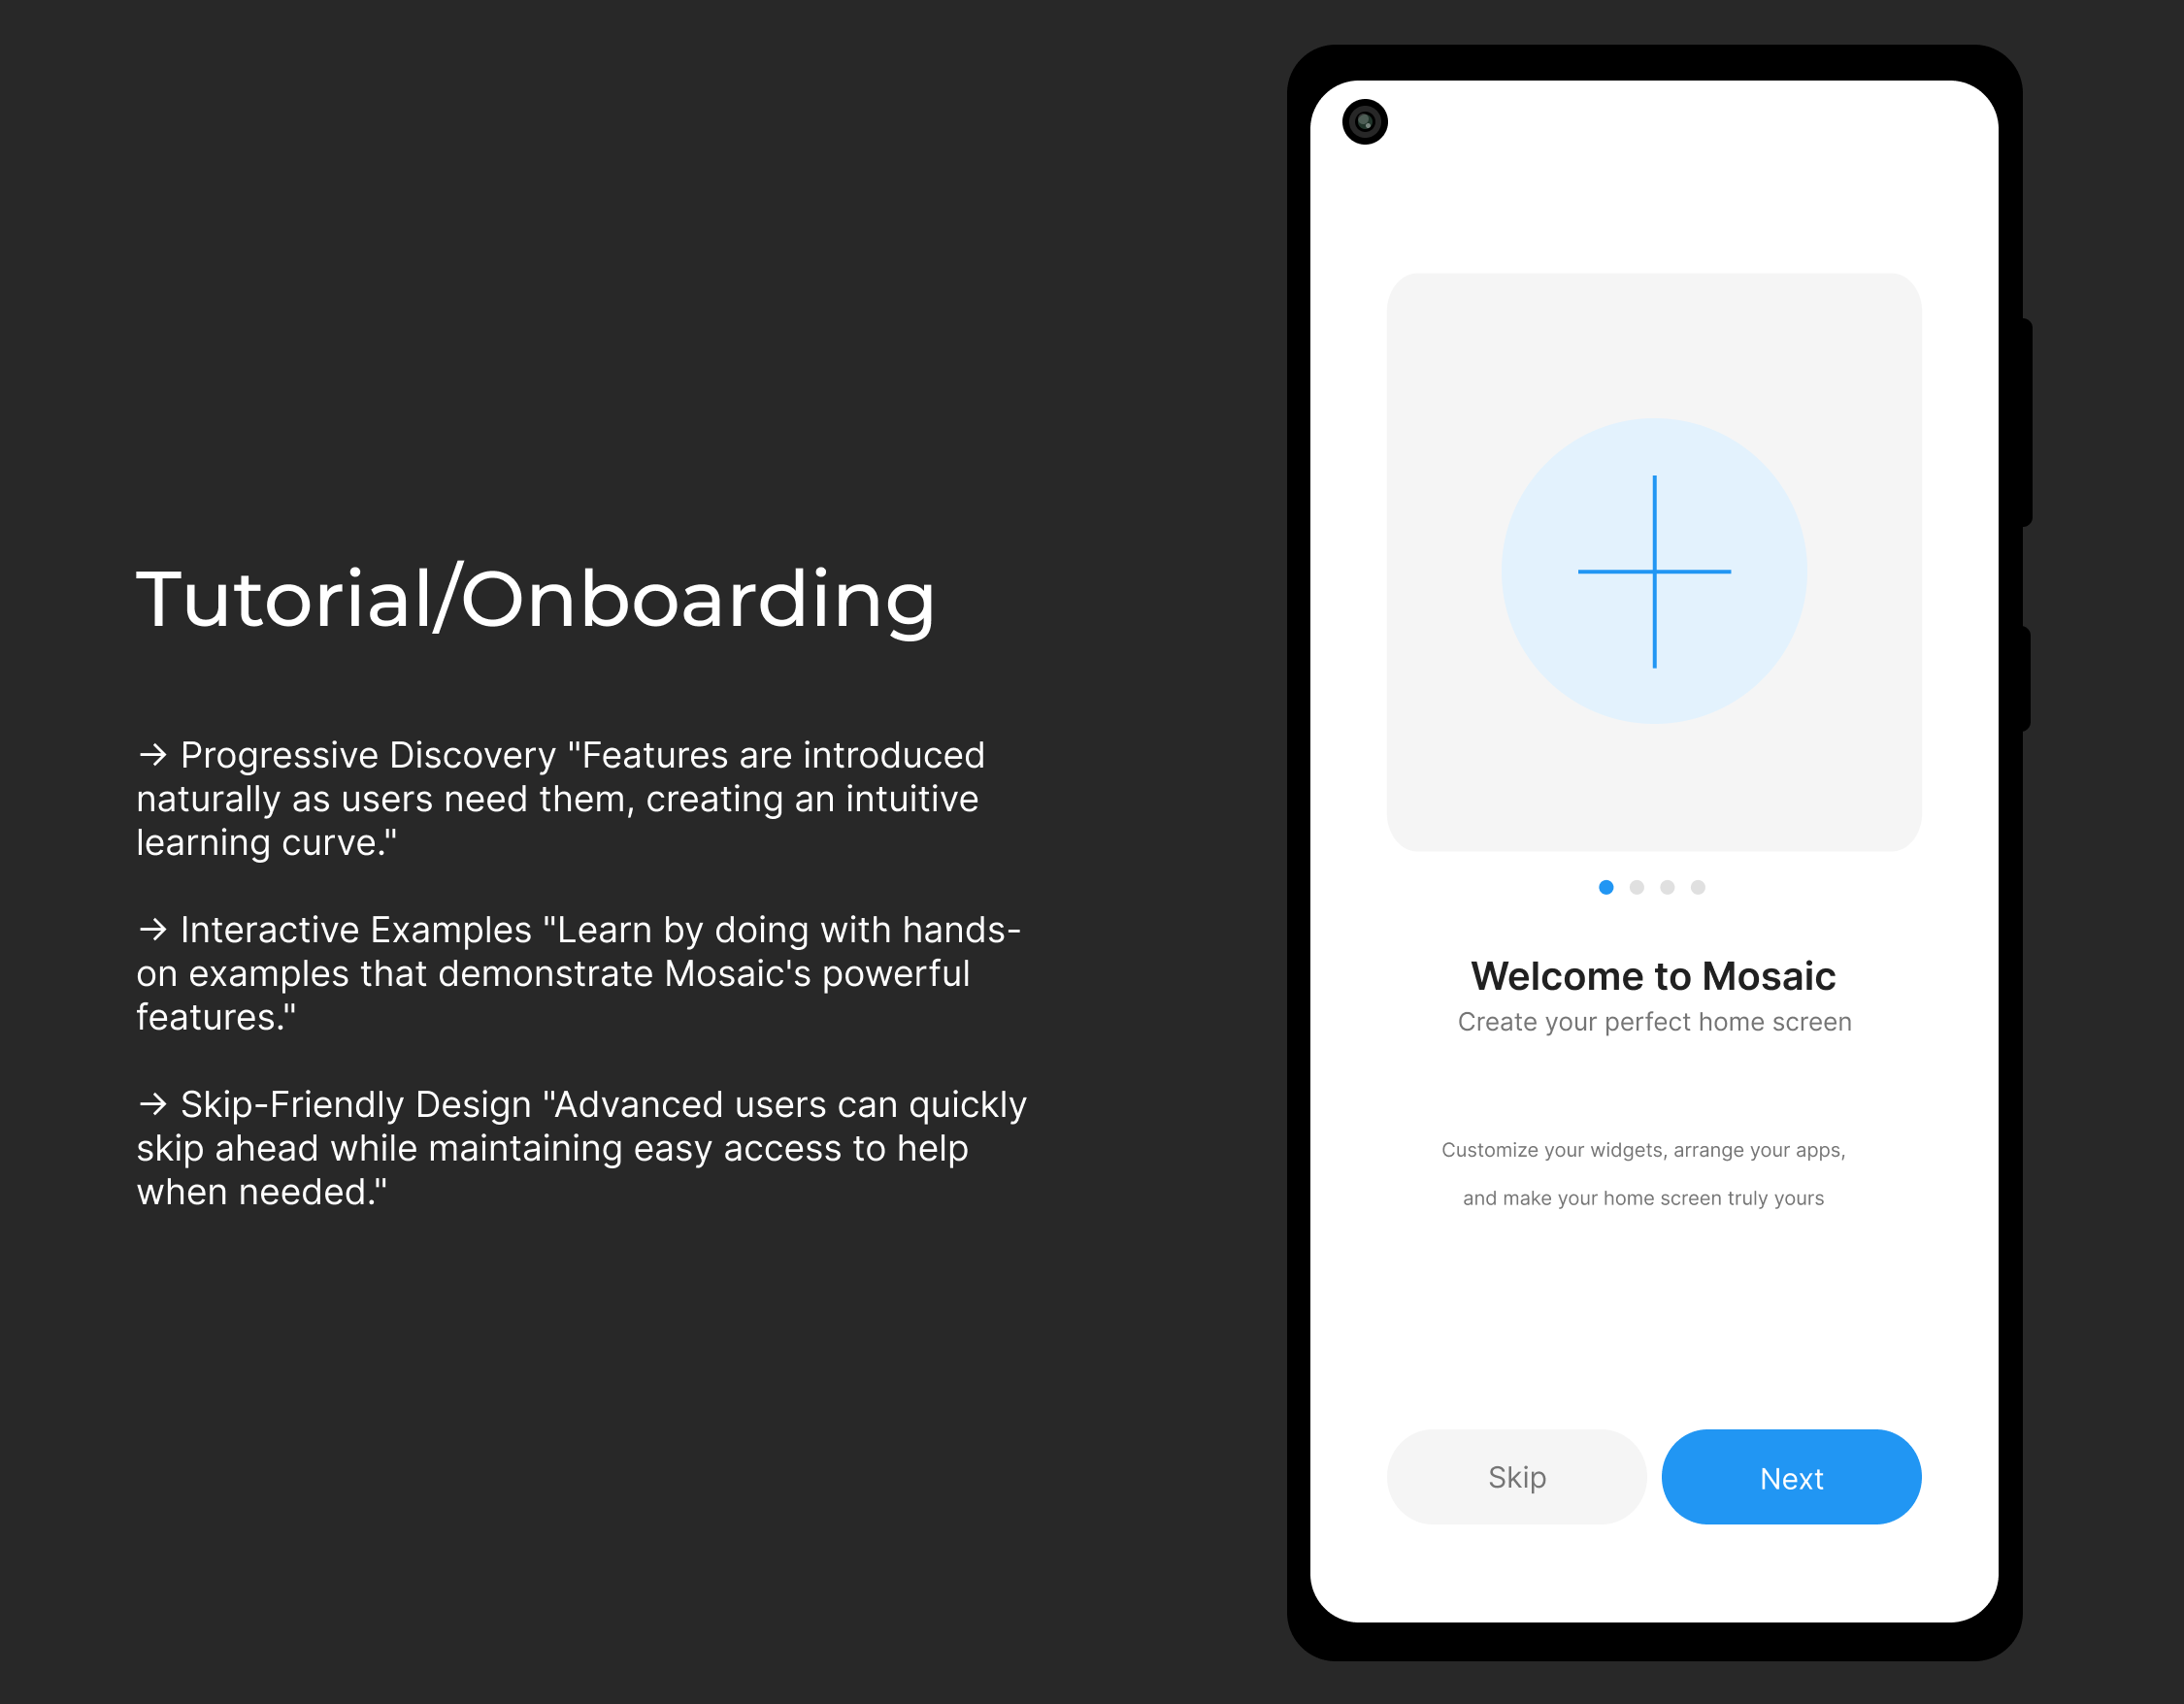 Tutorial/Onboarding
→ Progressive Discovery "Features are introduced
naturally as users need them, creating an intuitive
learning curve."
→ Interactive Examples "Learn by doing with hands-
on examples that demonstrate Mosaic's powerful
features."
→ Skip-Friendly Design "Advanced users can quickly
skip ahead while maintaining easy access to help
when needed."
Welcome to Mosaic
Create your perfect home screen
Customize your widgets, arrange your apps,
and make your home screen truly yours
Skip
Next